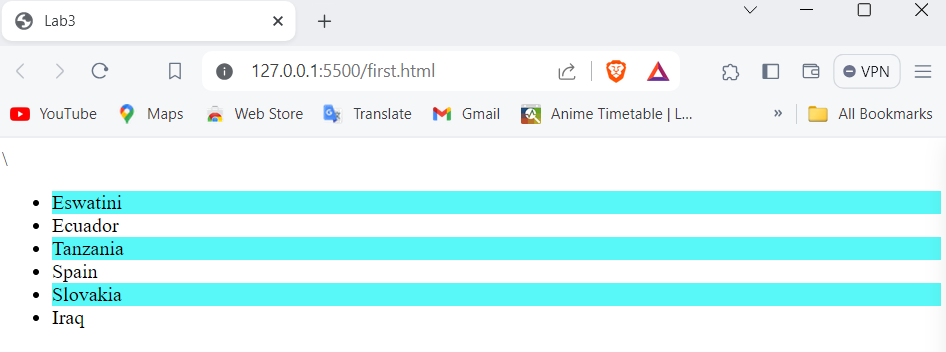 Lab3
127.0.0.1:5500/first.html
VPN
YouTube Maps Web Store Translate Gmail Anime Timetable | L... » All Bookmarks
\
Eswatini
Ecuador
Tanzania
Spain
Slovakia
Iraq